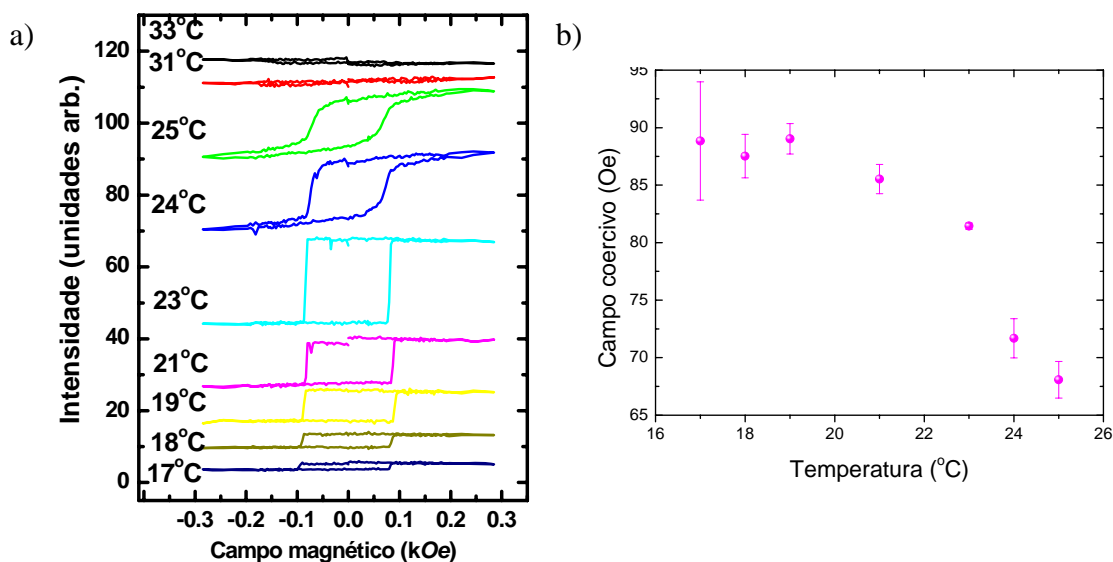 a)
33°C
31°C
25°C
24°C
23°C
21°C
19°C
18°C
17°C
120
100
80
60
40
20
0
Intensidade (unidades arb.)
-0.3 -0.2 -0.1 0.0 0.1 0.2 0.3
Campo magnético (kOe)
b)
95
90
85
80
75
70
65
Campo coercivo (Oe)
16 18 20 22 24 26
Temperatura (°C)